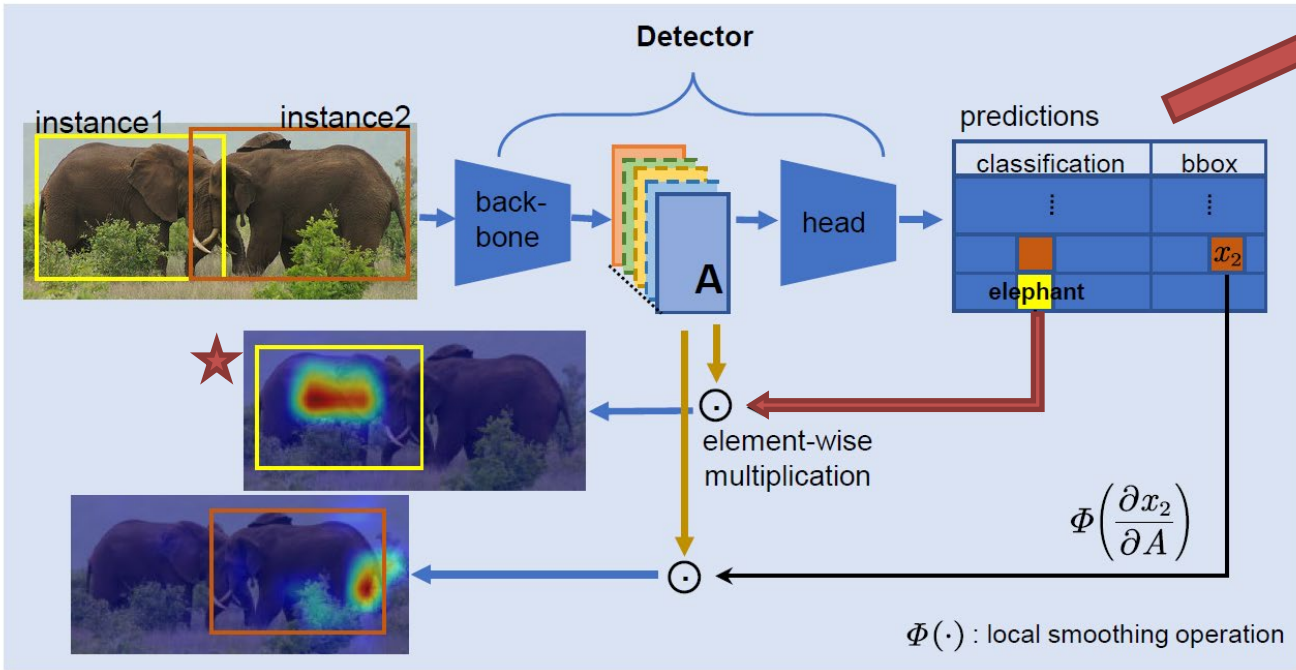 Detector
instance1
instance2
predictions
classification
bbox
⋮
⋮
back-
bone
head
A
x₂
elephant
element-wise
multiplication
Φ(∂x₂/∂A)
Φ(·) : local smoothing operation